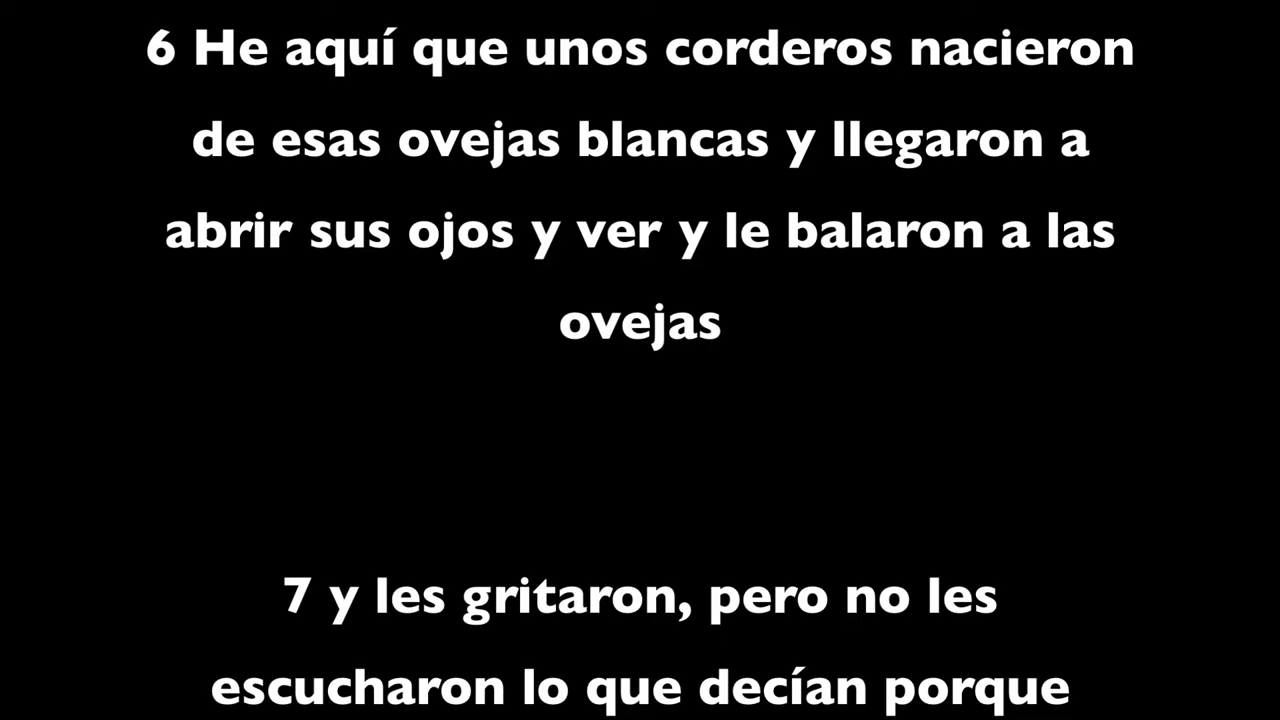 6 He aquí que unos corderos nacieron
de esas ovejas blancas y llegaron a
abrir sus ojos y ver y le balaron a las
ovejas
7 y les gritaron, pero no les
escucharon lo que decían porque